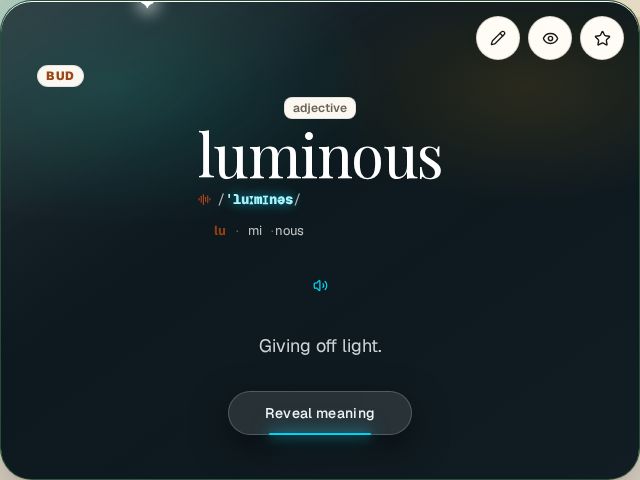 BUD
adjective
luminous
/ˈluːmɪnəs/
lu · mi · nous
Giving off light.
Reveal meaning